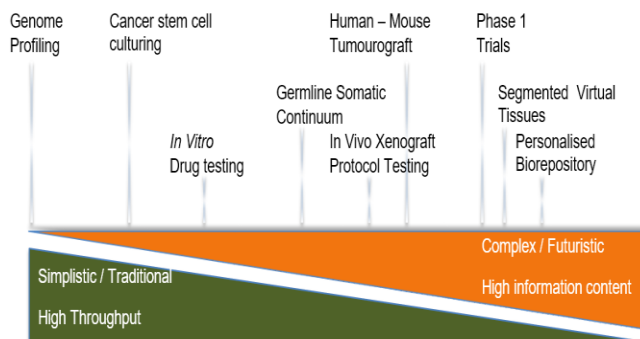 Genome
Profiling
Cancer stem cell
culturing
Human – Mouse
Tumourograft
Phase 1
Trials
Germline Somatic
Continuum
Segmented Virtual
Tissues
In Vitro
Drug testing
In Vivo Xenograft
Protocol Testing
Personalised
Biorepository
Complex / Futuristic
High information content
Simplistic / Traditional
High Throughput